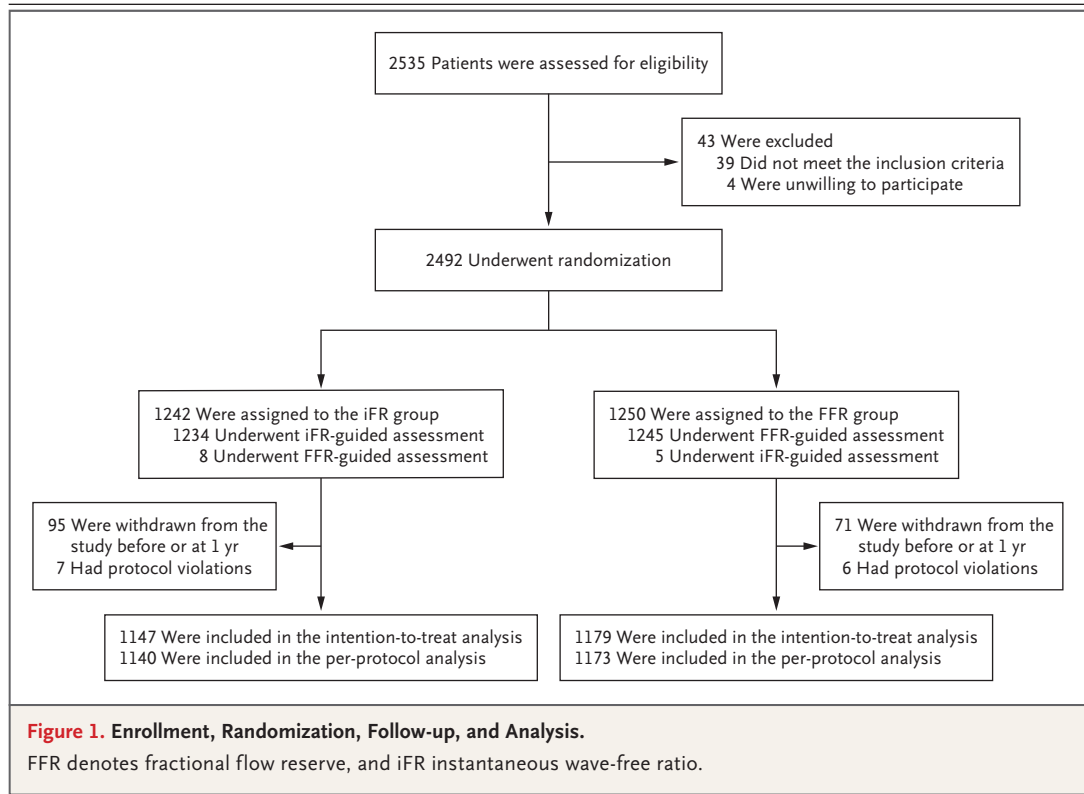 2535 Patients were assessed for eligibility
43 Were excluded
39 Did not meet the inclusion criteria
4 Were unwilling to participate
2492 Underwent randomization
1242 Were assigned to the iFR group
1234 Underwent iFR-guided assessment
8 Underwent FFR-guided assessment
1250 Were assigned to the FFR group
1245 Underwent FFR-guided assessment
5 Underwent iFR-guided assessment
95 Were withdrawn from the
study before or at 1 yr
7 Had protocol violations
71 Were withdrawn from the
study before or at 1 yr
6 Had protocol violations
1147 Were included in the intention-to-treat analysis
1140 Were included in the per-protocol analysis
1179 Were included in the intention-to-treat analysis
1173 Were included in the per-protocol analysis
Figure 1. Enrollment, Randomization, Follow-up, and Analysis.
FFR denotes fractional flow reserve, and iFR instantaneous wave-free ratio.